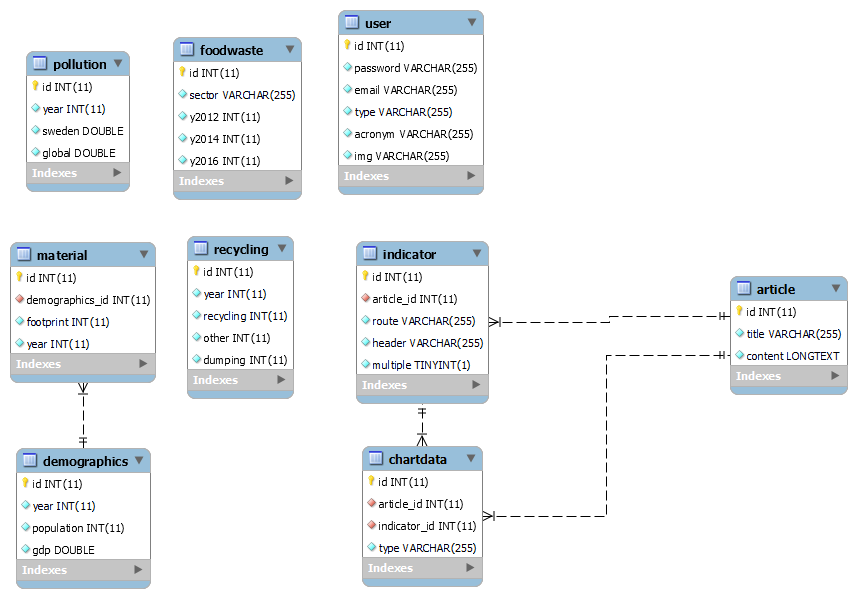 pollution
id INT(11)
year INT(11)
sweden DOUBLE
global DOUBLE
Indexes
foodwaste
id INT(11)
sector VARCHAR(255)
y2012 INT(11)
y2014 INT(11)
y2016 INT(11)
Indexes
user
id INT(11)
password VARCHAR(255)
email VARCHAR(255)
type VARCHAR(255)
acronym VARCHAR(255)
img VARCHAR(255)
Indexes
material
id INT(11)
demographics_id INT(11)
footprint INT(11)
year INT(11)
Indexes
recycling
id INT(11)
year INT(11)
recycling INT(11)
other INT(11)
dumping INT(11)
Indexes
indicator
id INT(11)
article_id INT(11)
route VARCHAR(255)
header VARCHAR(255)
multiple TINYINT(1)
Indexes
article
id INT(11)
title VARCHAR(255)
content LONGTEXT
Indexes
demographics
id INT(11)
year INT(11)
population INT(11)
gdp DOUBLE
Indexes
chartdata
id INT(11)
article_id INT(11)
indicator_id INT(11)
type VARCHAR(255)
Indexes